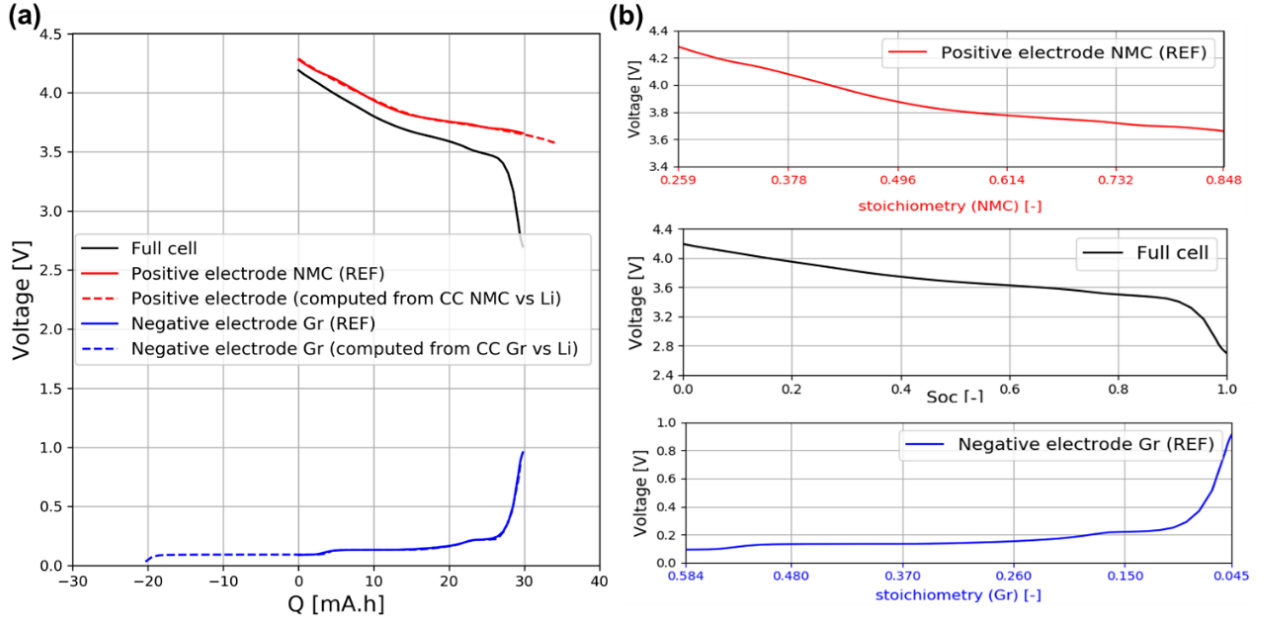 (a)
4.5
4.0
3.5
3.0
2.5
2.0
1.5
1.0
0.5
0.0
Voltage [V]
Full cell
Positive electrode NMC (REF)
Positive electrode (computed from CC NMC vs Li)
Negative electrode Gr (REF)
Negative electrode Gr (computed from CC Gr vs Li)
−30 −20 −10 0 10 20 30 40
Q [mA.h]
(b)
4.4
4.2
4.0
3.8
3.6
3.4
Voltage [V]
Positive electrode NMC (REF)
0.259 0.378 0.496 0.614 0.732 0.848
stoichiometry (NMC) [-]
4.4
4.0
3.6
3.2
2.8
2.4
Voltage [V]
Full cell
0.0 0.2 0.4 0.6 0.8 1.0
Soc [-]
1.0
0.8
0.6
0.4
0.2
0.0
Voltage [V]
Negative electrode Gr (REF)
0.584 0.480 0.370 0.260 0.150 0.045
stoichiometry (Gr) [-]